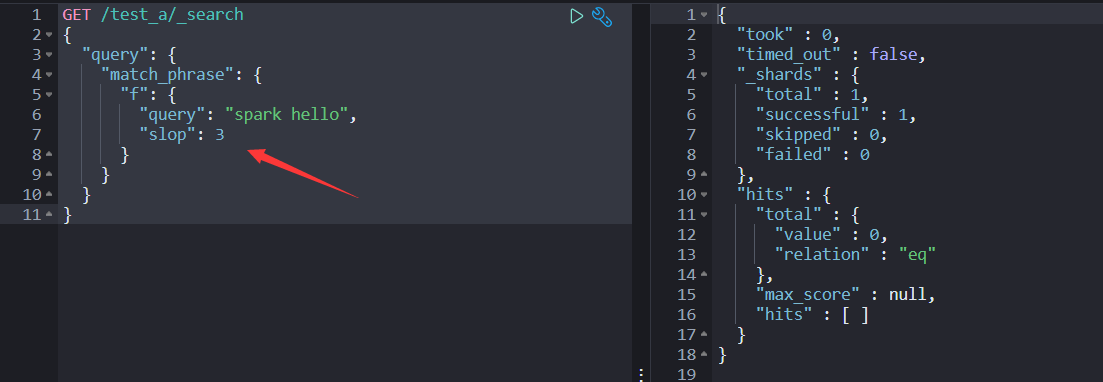 1 GET /test_a/_search
2 {
3 "query": {
4 "match_phrase": {
5 "f": {
6 "query": "spark hello",
7 "slop": 3
8 }
9 }
10 }
11 }
1 {
2 "took" : 0,
3 "timed_out" : false,
4 "_shards" : {
5 "total" : 1,
6 "successful" : 1,
7 "skipped" : 0,
8 "failed" : 0
9 },
10 "hits" : {
11 "total" : {
12 "value" : 0,
13 "relation" : "eq"
14 },
15 "max_score" : null,
16 "hits" : [ ]
17 }
18 }
19